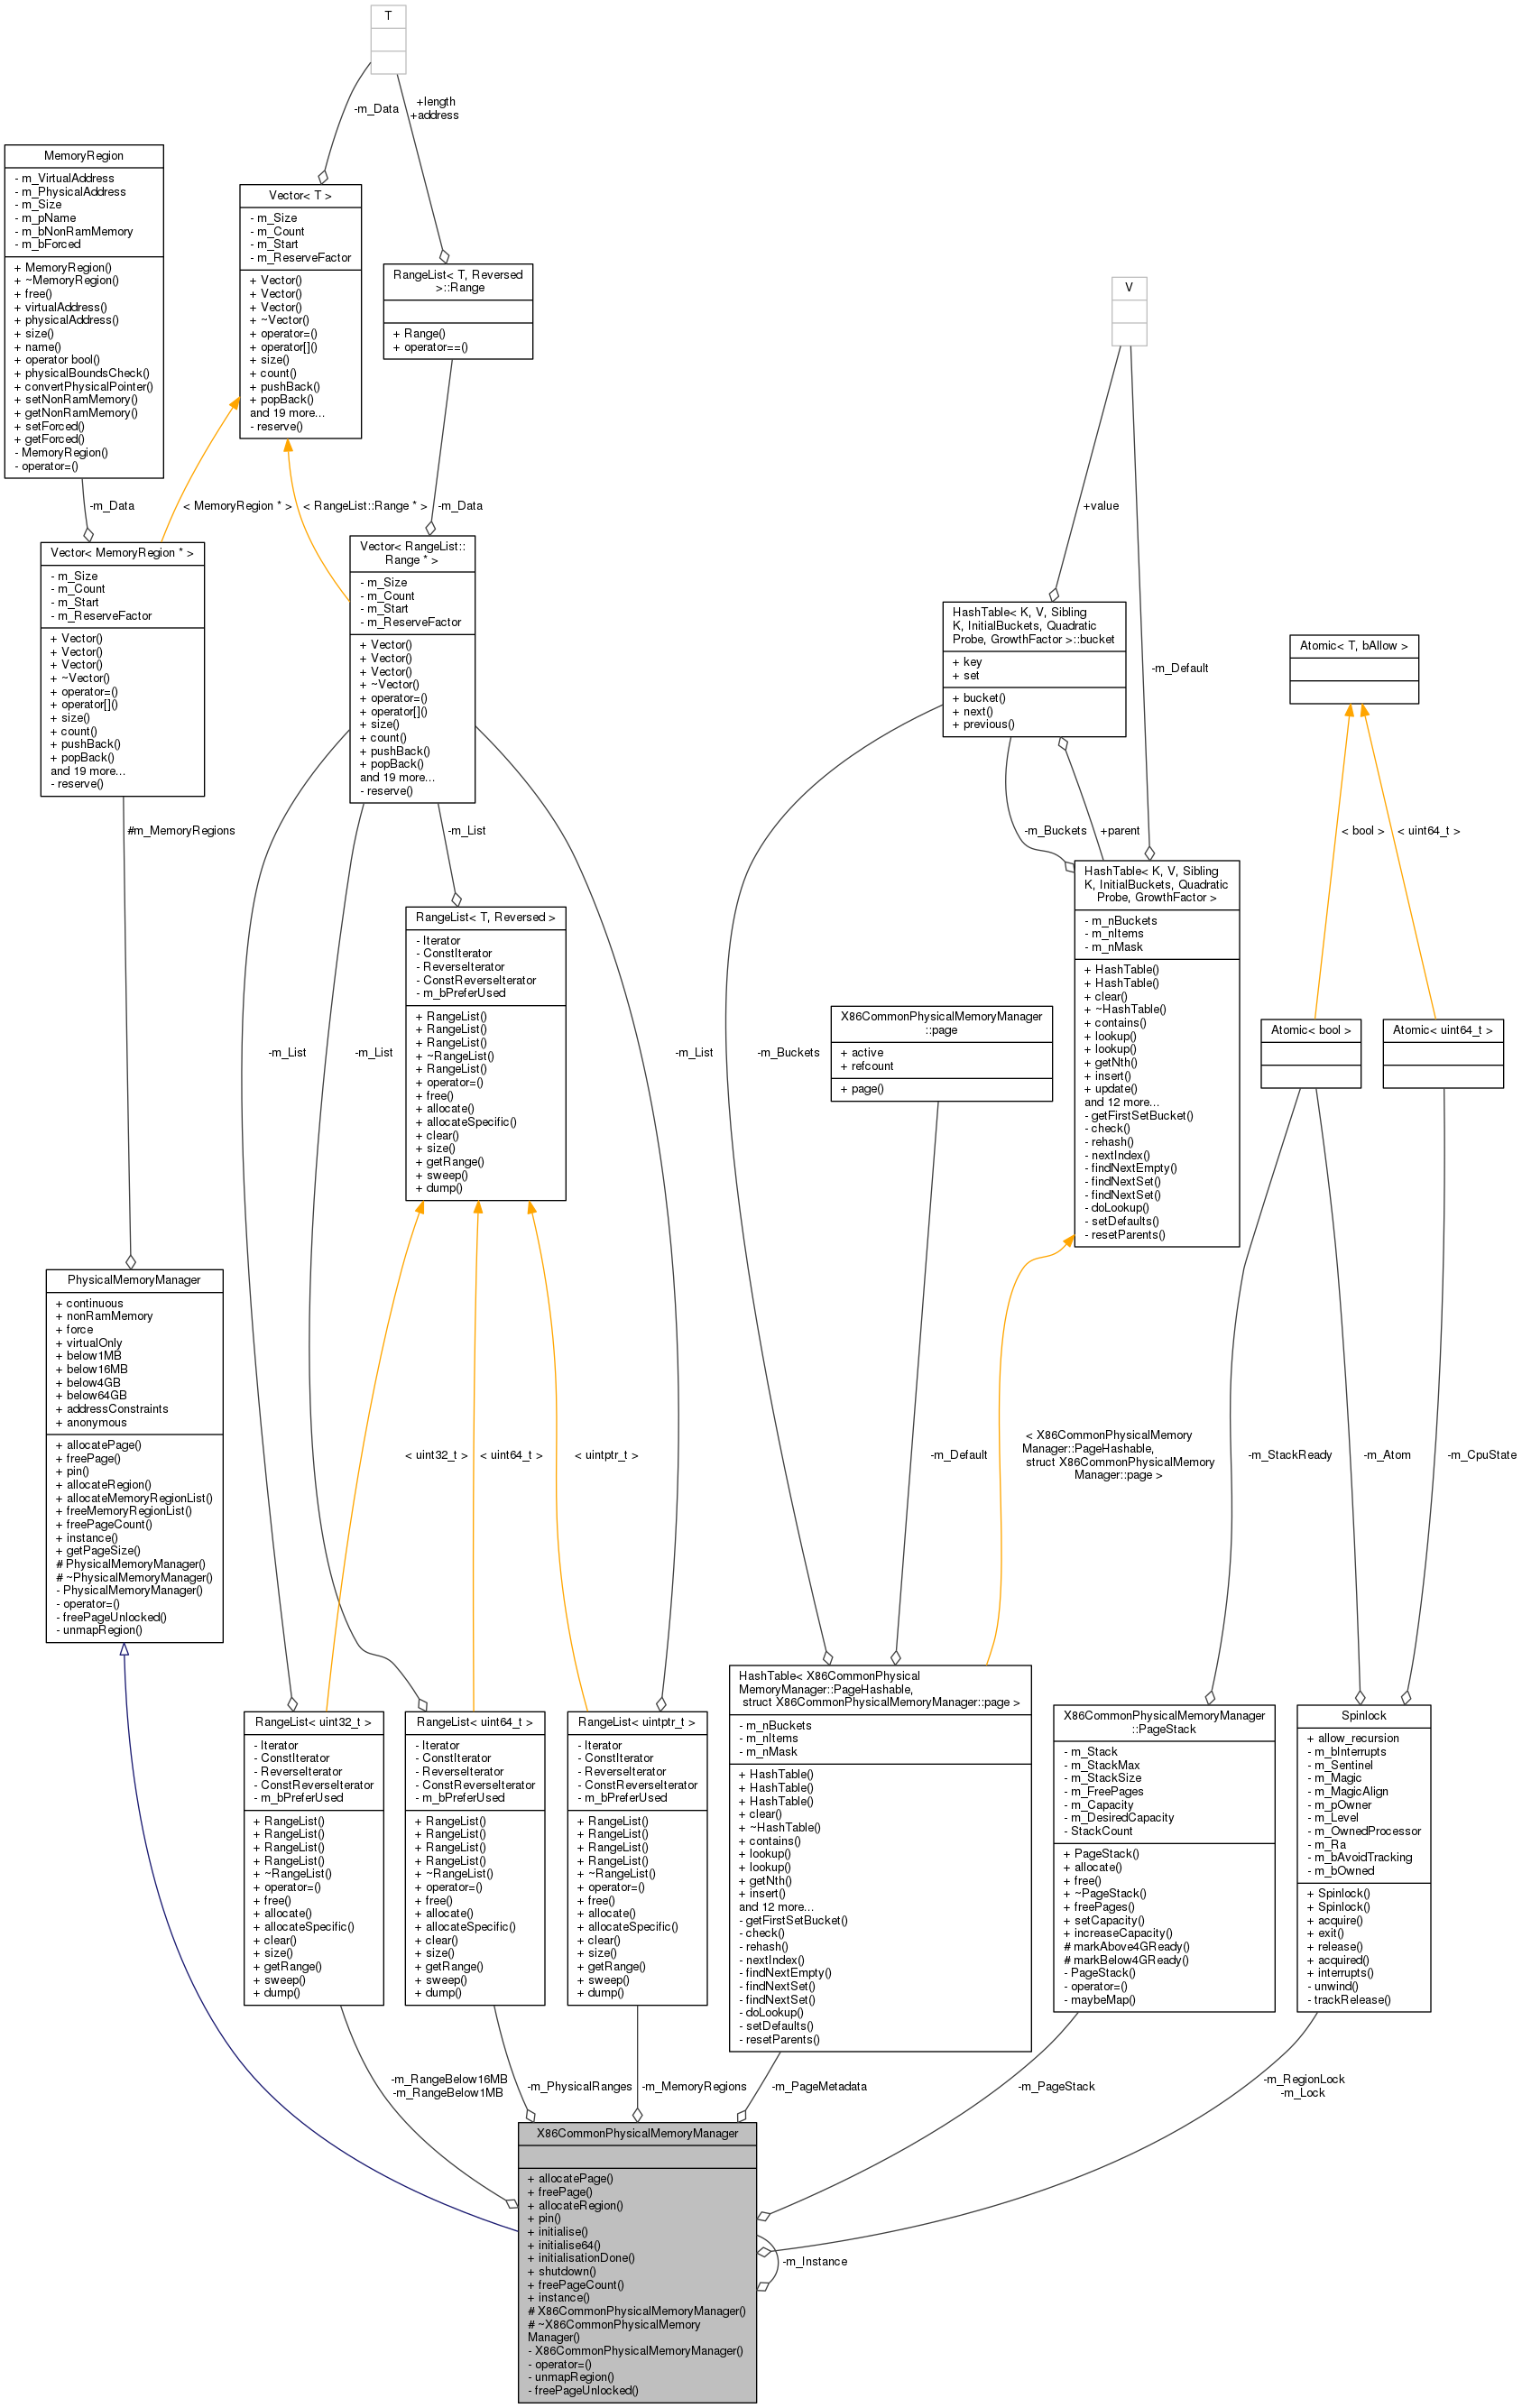 T
-m_Data
+length
+address
MemoryRegion
- m_VirtualAddress
- m_PhysicalAddress
- m_Size
- m_pName
- m_bNonRamMemory
- m_bForced
+ MemoryRegion()
+ ~MemoryRegion()
+ free()
+ virtualAddress()
+ physicalAddress()
+ size()
+ name()
+ operator bool()
+ physicalBoundsCheck()
+ convertPhysicalPointer()
+ setNonRamMemory()
+ getNonRamMemory()
+ setForced()
+ getForced()
- MemoryRegion()
- operator=()
Vector< T >
- m_Size
- m_Count
- m_Start
- m_ReserveFactor
+ Vector()
+ Vector()
+ Vector()
+ ~Vector()
+ operator=()
+ operator[]()
+ size()
+ count()
+ pushBack()
+ popBack()
and 19 more...
- reserve()
RangeList< T, Reversed
>::Range
+ Range()
+ operator==()
V
-m_Data
< MemoryRegion * >
< RangeList::Range * >
-m_Data
+value
Vector< MemoryRegion * >
- m_Size
- m_Count
- m_Start
- m_ReserveFactor
+ Vector()
+ Vector()
+ Vector()
+ ~Vector()
+ operator=()
+ operator[]()
+ size()
+ count()
+ pushBack()
+ popBack()
and 19 more...
- reserve()
Vector< RangeList::
Range * >
- m_Size
- m_Count
- m_Start
- m_ReserveFactor
+ Vector()
+ Vector()
+ Vector()
+ ~Vector()
+ operator=()
+ operator[]()
+ size()
+ count()
+ pushBack()
+ popBack()
and 19 more...
- reserve()
HashTable< K, V, Sibling
K, InitialBuckets, Quadratic
Probe, GrowthFactor >::bucket
+ key
+ set
+ bucket()
+ next()
+ previous()
-m_Default
Atomic< T, bAllow >
#m_MemoryRegions
-m_List
-m_Buckets
+parent
< bool >
< uint64_t >
RangeList< T, Reversed >
- Iterator
- ConstIterator
- ReverseIterator
- ConstReverseIterator
- m_bPreferUsed
+ RangeList()
+ RangeList()
+ RangeList()
+ ~RangeList()
+ RangeList()
+ operator=()
+ free()
+ allocate()
+ allocateSpecific()
+ clear()
+ size()
+ getRange()
+ sweep()
+ dump()
HashTable< K, V, Sibling
K, InitialBuckets, Quadratic
Probe, GrowthFactor >
- m_nBuckets
- m_nItems
- m_nMask
+ HashTable()
+ HashTable()
+ clear()
+ ~HashTable()
+ contains()
+ lookup()
+ lookup()
+ getNth()
+ insert()
+ update()
and 12 more...
- getFirstSetBucket()
- check()
- rehash()
- nextIndex()
- findNextEmpty()
- findNextSet()
- findNextSet()
- doLookup()
- setDefaults()
- resetParents()
-m_List
-m_List
-m_List
-m_Buckets
X86CommonPhysicalMemoryManager
::page
+ active
+ refcount
+ page()
Atomic< bool >
Atomic< uint64_t >
PhysicalMemoryManager
+ continuous
+ nonRamMemory
+ force
+ virtualOnly
+ below1MB
+ below16MB
+ below4GB
+ below64GB
+ addressConstraints
+ anonymous
+ allocatePage()
+ freePage()
+ pin()
+ allocateRegion()
+ allocateMemoryRegionList()
+ freeMemoryRegionList()
+ freePageCount()
+ instance()
+ getPageSize()
# PhysicalMemoryManager()
# ~PhysicalMemoryManager()
- PhysicalMemoryManager()
- operator=()
- freePageUnlocked()
- unmapRegion()
< uint32_t >
< uint64_t >
< uintptr_t >
-m_Default
< X86CommonPhysicalMemory
Manager::PageHashable,
struct X86CommonPhysicalMemory
Manager::page >
-m_StackReady
-m_Atom
-m_CpuState
RangeList< uint32_t >
- Iterator
- ConstIterator
- ReverseIterator
- ConstReverseIterator
- m_bPreferUsed
+ RangeList()
+ RangeList()
+ RangeList()
+ RangeList()
+ ~RangeList()
+ operator=()
+ free()
+ allocate()
+ allocateSpecific()
+ clear()
+ size()
+ getRange()
+ sweep()
+ dump()
RangeList< uint64_t >
- Iterator
- ConstIterator
- ReverseIterator
- ConstReverseIterator
- m_bPreferUsed
+ RangeList()
+ RangeList()
+ RangeList()
+ RangeList()
+ ~RangeList()
+ operator=()
+ free()
+ allocate()
+ allocateSpecific()
+ clear()
+ size()
+ getRange()
+ sweep()
+ dump()
RangeList< uintptr_t >
- Iterator
- ConstIterator
- ReverseIterator
- ConstReverseIterator
- m_bPreferUsed
+ RangeList()
+ RangeList()
+ RangeList()
+ RangeList()
+ ~RangeList()
+ operator=()
+ free()
+ allocate()
+ allocateSpecific()
+ clear()
+ size()
+ getRange()
+ sweep()
+ dump()
HashTable< X86CommonPhysical
MemoryManager::PageHashable,
struct X86CommonPhysicalMemoryManager::page >
- m_nBuckets
- m_nItems
- m_nMask
+ HashTable()
+ HashTable()
+ HashTable()
+ clear()
+ ~HashTable()
+ contains()
+ lookup()
+ lookup()
+ getNth()
+ insert()
and 12 more...
- getFirstSetBucket()
- check()
- rehash()
- nextIndex()
- findNextEmpty()
- findNextSet()
- findNextSet()
- doLookup()
- setDefaults()
- resetParents()
X86CommonPhysicalMemoryManager
::PageStack
- m_Stack
- m_StackMax
- m_StackSize
- m_FreePages
- m_Capacity
- m_DesiredCapacity
- StackCount
+ PageStack()
+ allocate()
+ free()
+ ~PageStack()
+ freePages()
+ setCapacity()
+ increaseCapacity()
# markAbove4GReady()
# markBelow4GReady()
- PageStack()
- operator=()
- maybeMap()
Spinlock
+ allow_recursion
- m_bInterrupts
- m_Sentinel
- m_Magic
- m_MagicAlign
- m_pOwner
- m_Level
- m_OwnedProcessor
- m_Ra
- m_bAvoidTracking
- m_bOwned
+ Spinlock()
+ Spinlock()
+ acquire()
+ exit()
+ release()
+ acquired()
+ interrupts()
- unwind()
- trackRelease()
-m_RangeBelow16MB
-m_RangeBelow1MB
-m_PhysicalRanges
-m_MemoryRegions
-m_PageMetadata
-m_PageStack
-m_RegionLock
-m_Lock
X86CommonPhysicalMemoryManager
+ allocatePage()
+ freePage()
+ allocateRegion()
+ pin()
+ initialise()
+ initialise64()
+ initialisationDone()
+ shutdown()
+ freePageCount()
+ instance()
# X86CommonPhysicalMemoryManager()
# ~X86CommonPhysicalMemory
Manager()
- X86CommonPhysicalMemoryManager()
- operator=()
- unmapRegion()
- freePageUnlocked()
-m_Instance